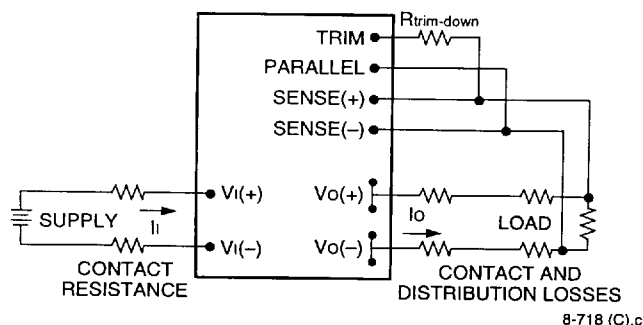 TRIM
Rtrim-down
PARALLEL
SENSE(+)
SENSE(–)
VI(+)
VO(+)
SUPPLY
II
IO
LOAD
VI(–)
VO(–)
CONTACT
RESISTANCE
CONTACT AND
DISTRIBUTION LOSSES
8-718 (C).c